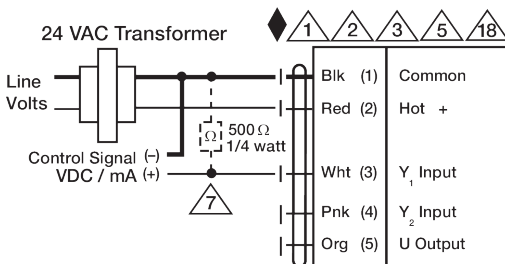 24 VAC Transformer
1 2 3 5 18
Line
Volts
Blk (1) Common
Red (2) Hot +
Ω 500 Ω
1/4 watt
Control Signal (–)
VDC / mA (+)
Wht (3) Y1 Input
7
Pnk (4) Y2 Input
Org (5) U Output